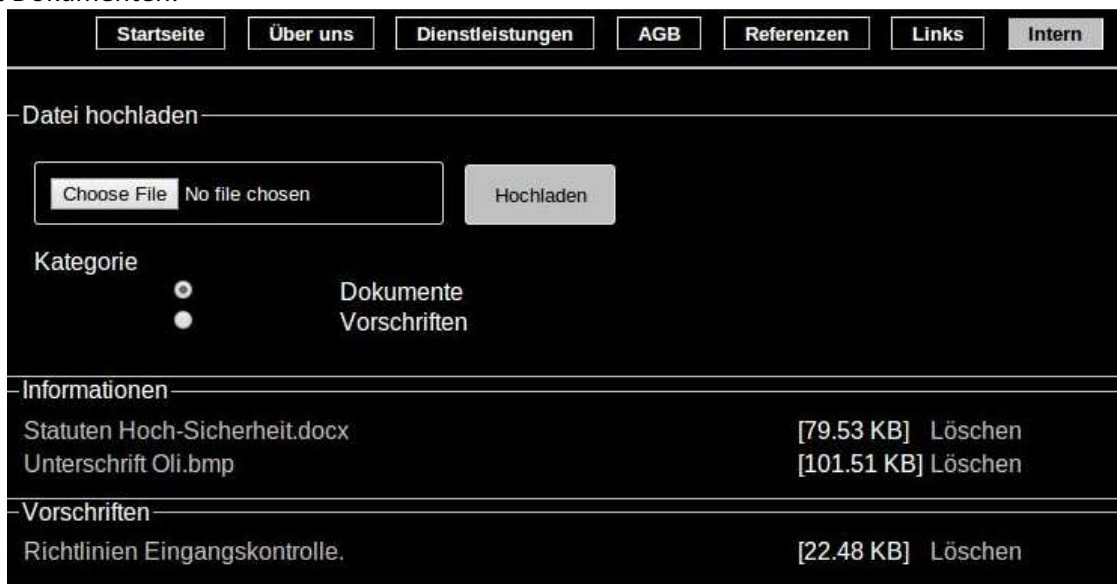 Dokumenten.
Startseite Über uns Dienstleistungen AGB Referenzen Links Intern
Datei hochladen
Choose File No file chosen Hochladen
Kategorie
Dokumente
Vorschriften
Informationen
Statuten Hoch-Sicherheit.docx [79.53 KB] Löschen
Unterschrift Oli.bmp [101.51 KB] Löschen
Vorschriften
Richtlinien Eingangskontrolle. [22.48 KB] Löschen